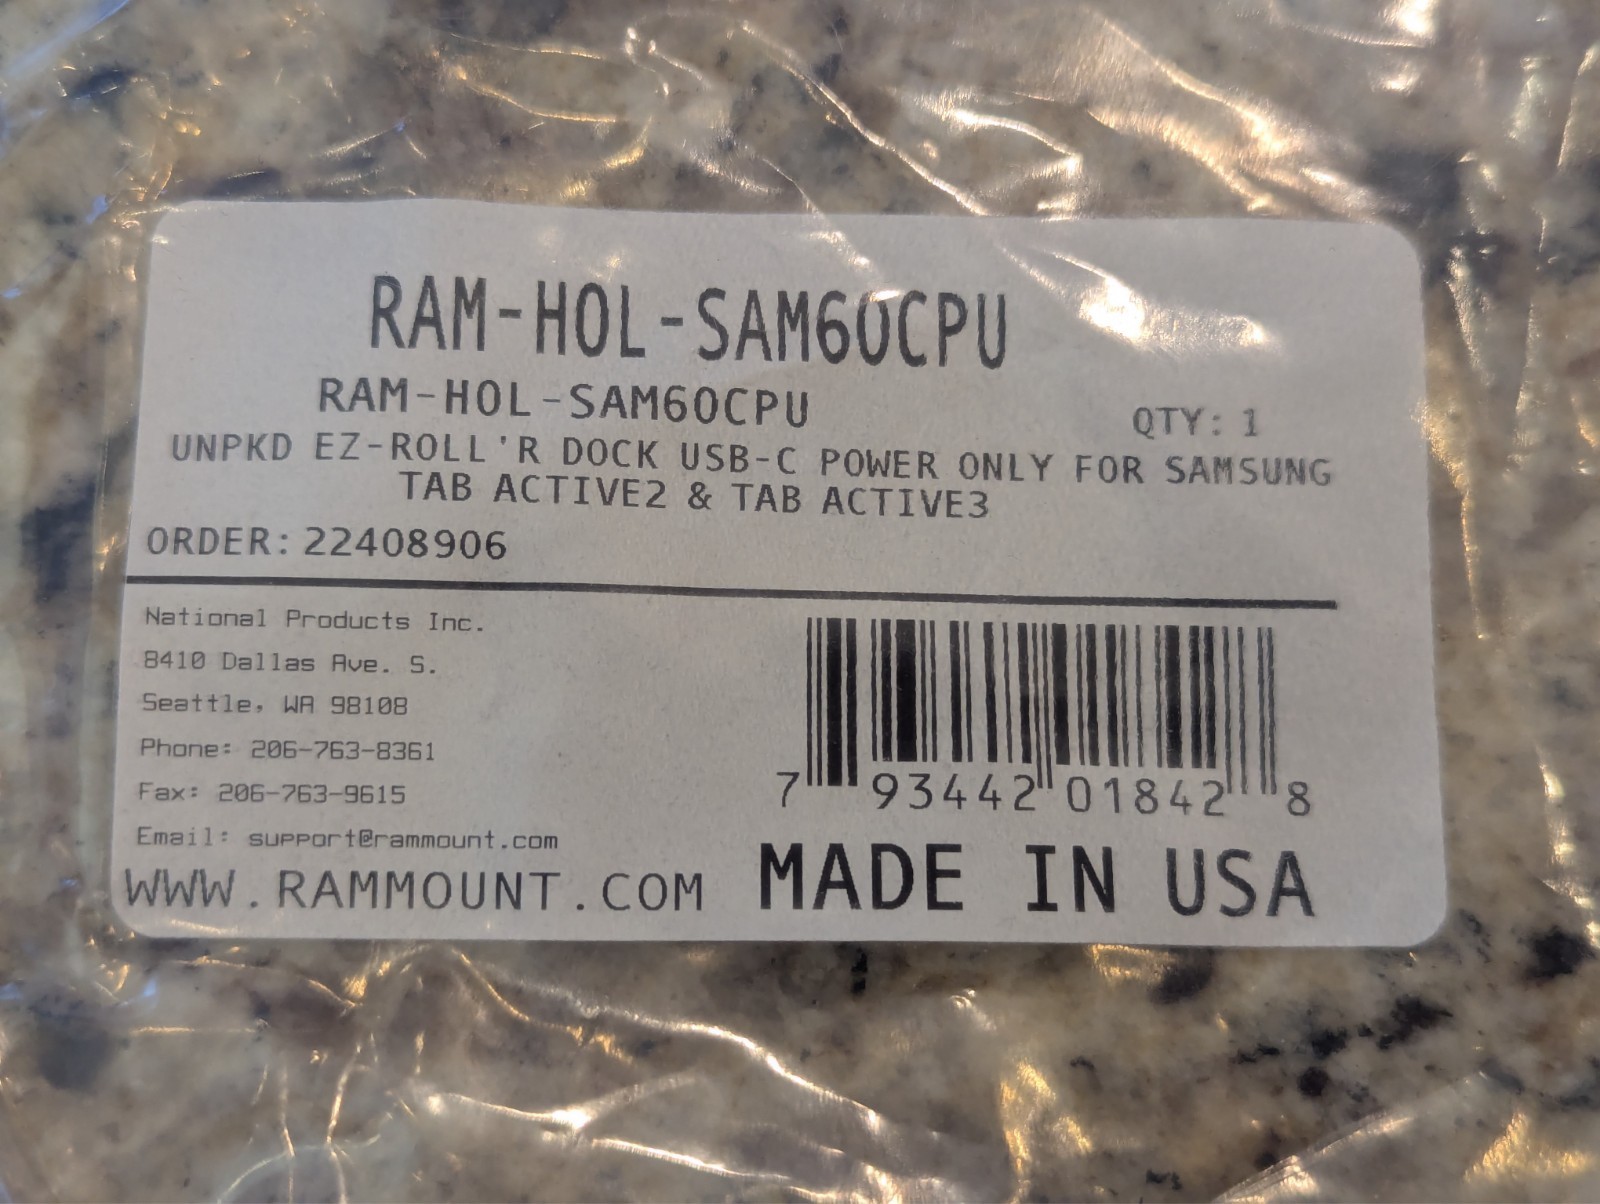 RAM-HOL-SAM60CPU
RAM-HOL-SAM60CPU
QTY: 1
UNPKD EZ-ROLL'R DOCK USB-C POWER ONLY FOR SAMSUNG
TAB ACTIVE2 & TAB ACTIVE3
ORDER: 22408906
National Products Inc.
8410 Dallas Ave. S.
Seattle, WA 98108
Phone: 206-763-8361
Fax: 206-763-9615
Email: support@rammount.com
WWW.RAMMOUNT.COM
7 93442 01842 8
MADE IN USA